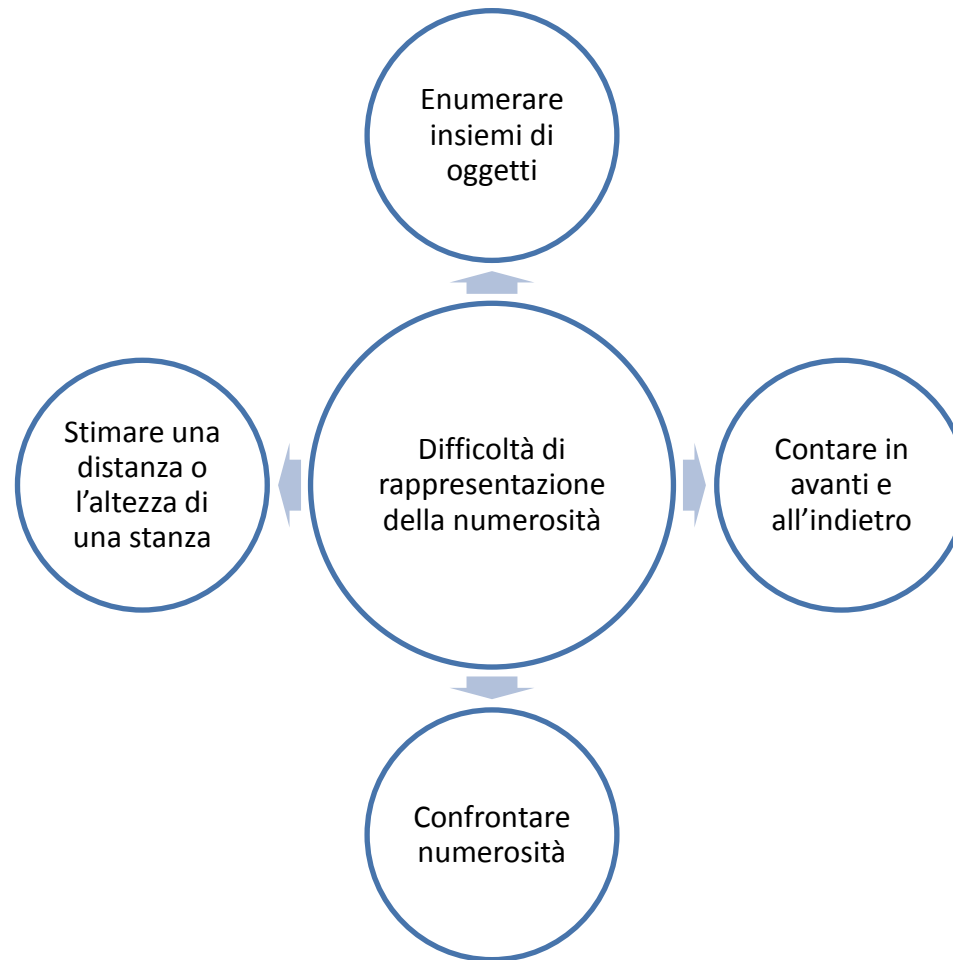 Enumerare
insiemi di
oggetti
Stimare una
distanza o
l’altezza di
una stanza
Difficoltà di
rappresentazione
della numerosità
Contare in
avanti e
all’indietro
Confrontare
numerosità